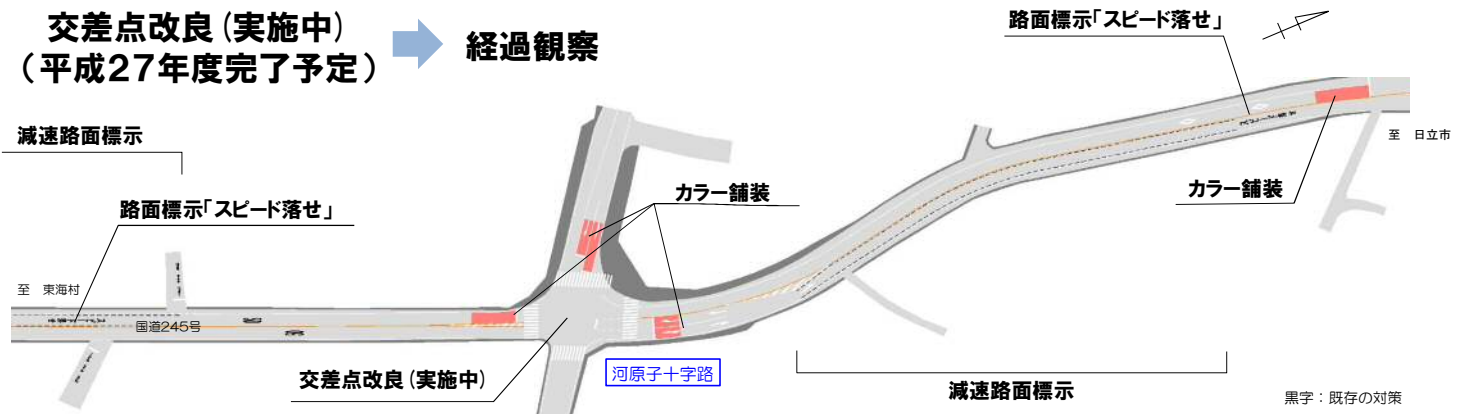 交差点改良(実施中)
(平成27年度完了予定)
経過観察
路面標示「スピード落せ」
減速路面標示
至 日立市
カラー舗装
カラー舗装
路面標示「スピード落せ」
至 東海村
国道245号
交差点改良(実施中)
河原子十字路
減速路面標示
黒字：既存の対策